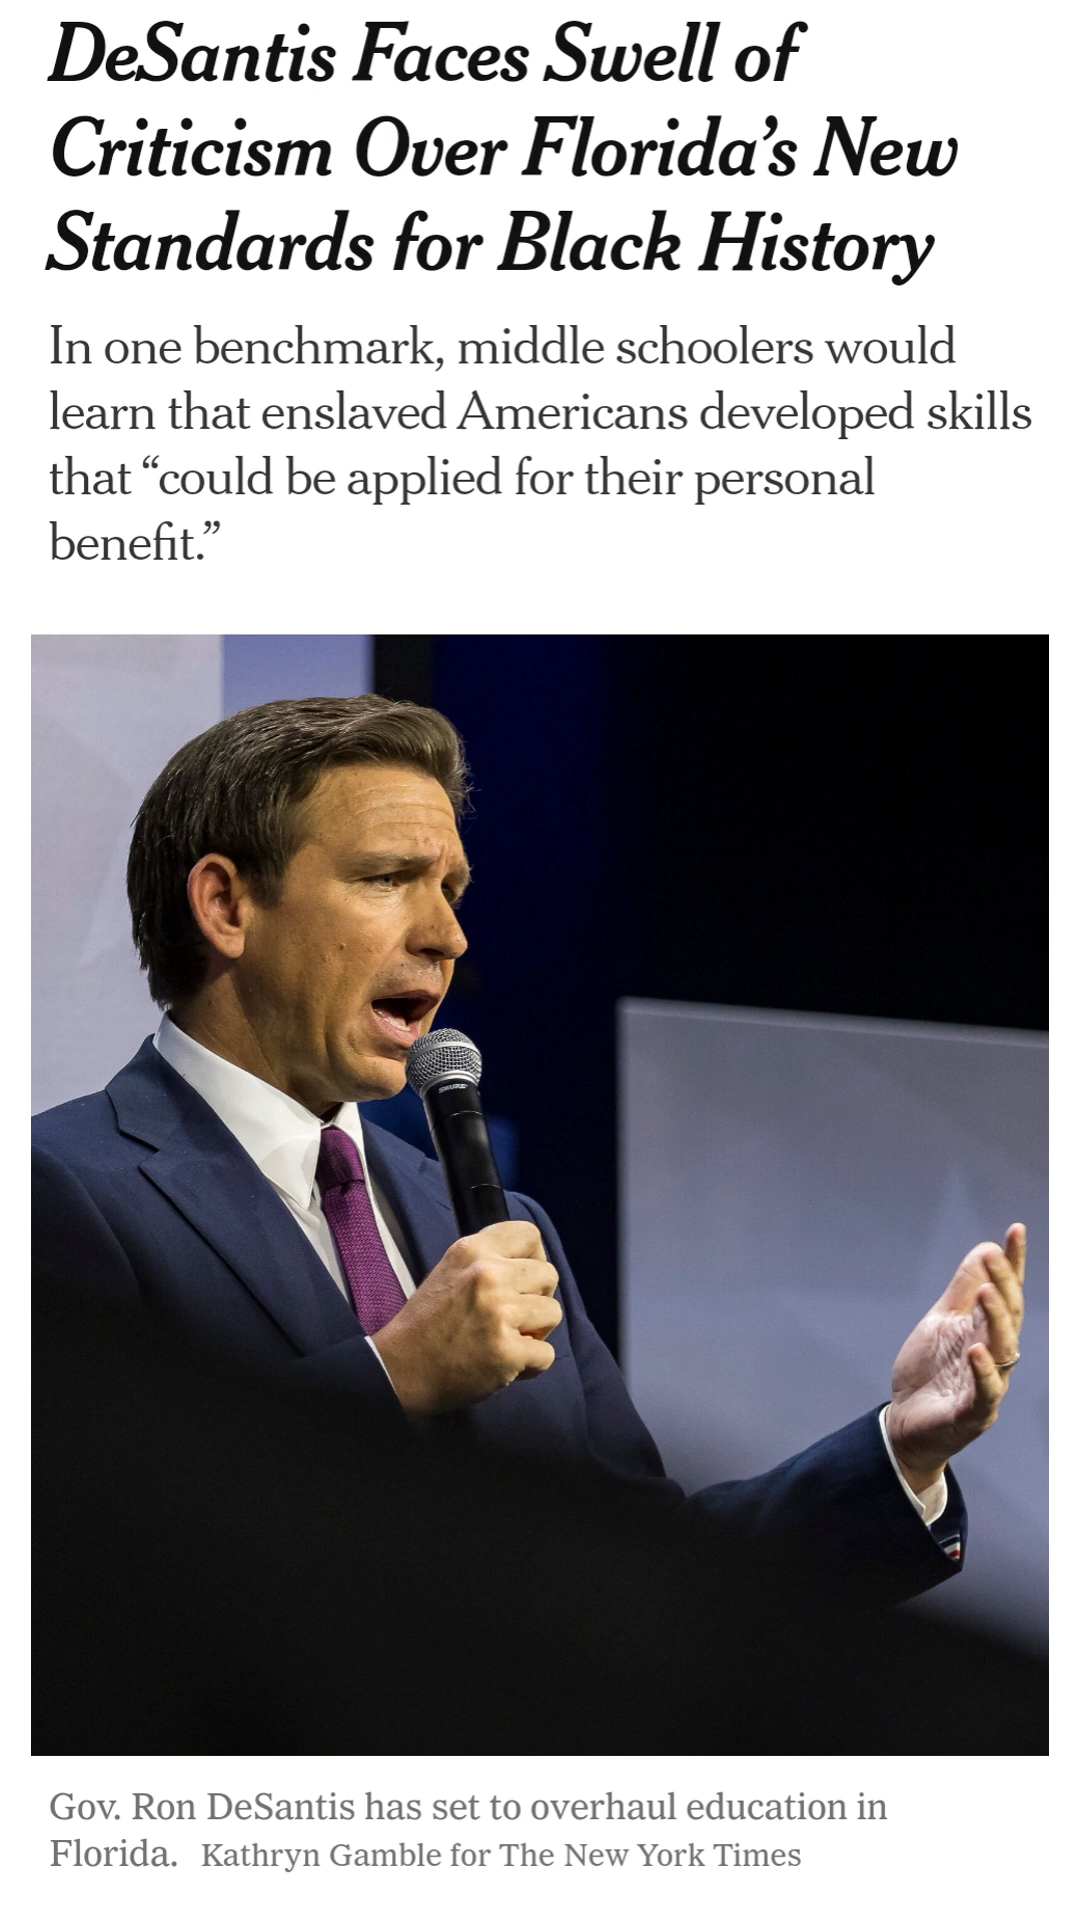 DeSantis Faces Swell of
Criticism Over Florida’s New
Standards for Black History
In one benchmark, middle schoolers would
learn that enslaved Americans developed skills
that “could be applied for their personal
benefit.”
SHURE
Gov. Ron DeSantis has set to overhaul education in
Florida. Kathryn Gamble for The New York Times